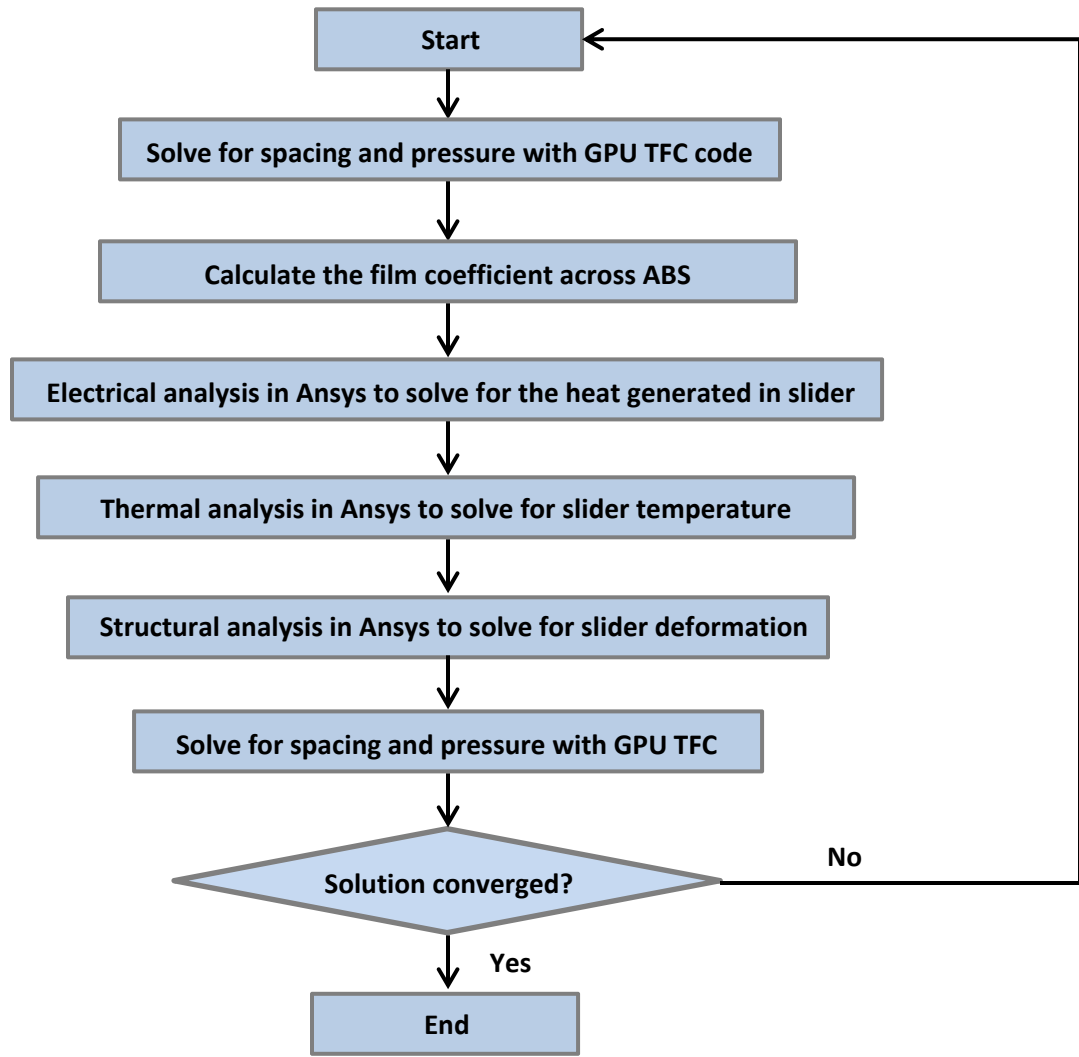 Start
Solve for spacing and pressure with GPU TFC code
Calculate the film coefficient across ABS
Electrical analysis in Ansys to solve for the heat generated in slider
Thermal analysis in Ansys to solve for slider temperature
Structural analysis in Ansys to solve for slider deformation
Solve for spacing and pressure with GPU TFC
Solution converged?
No
Yes
End